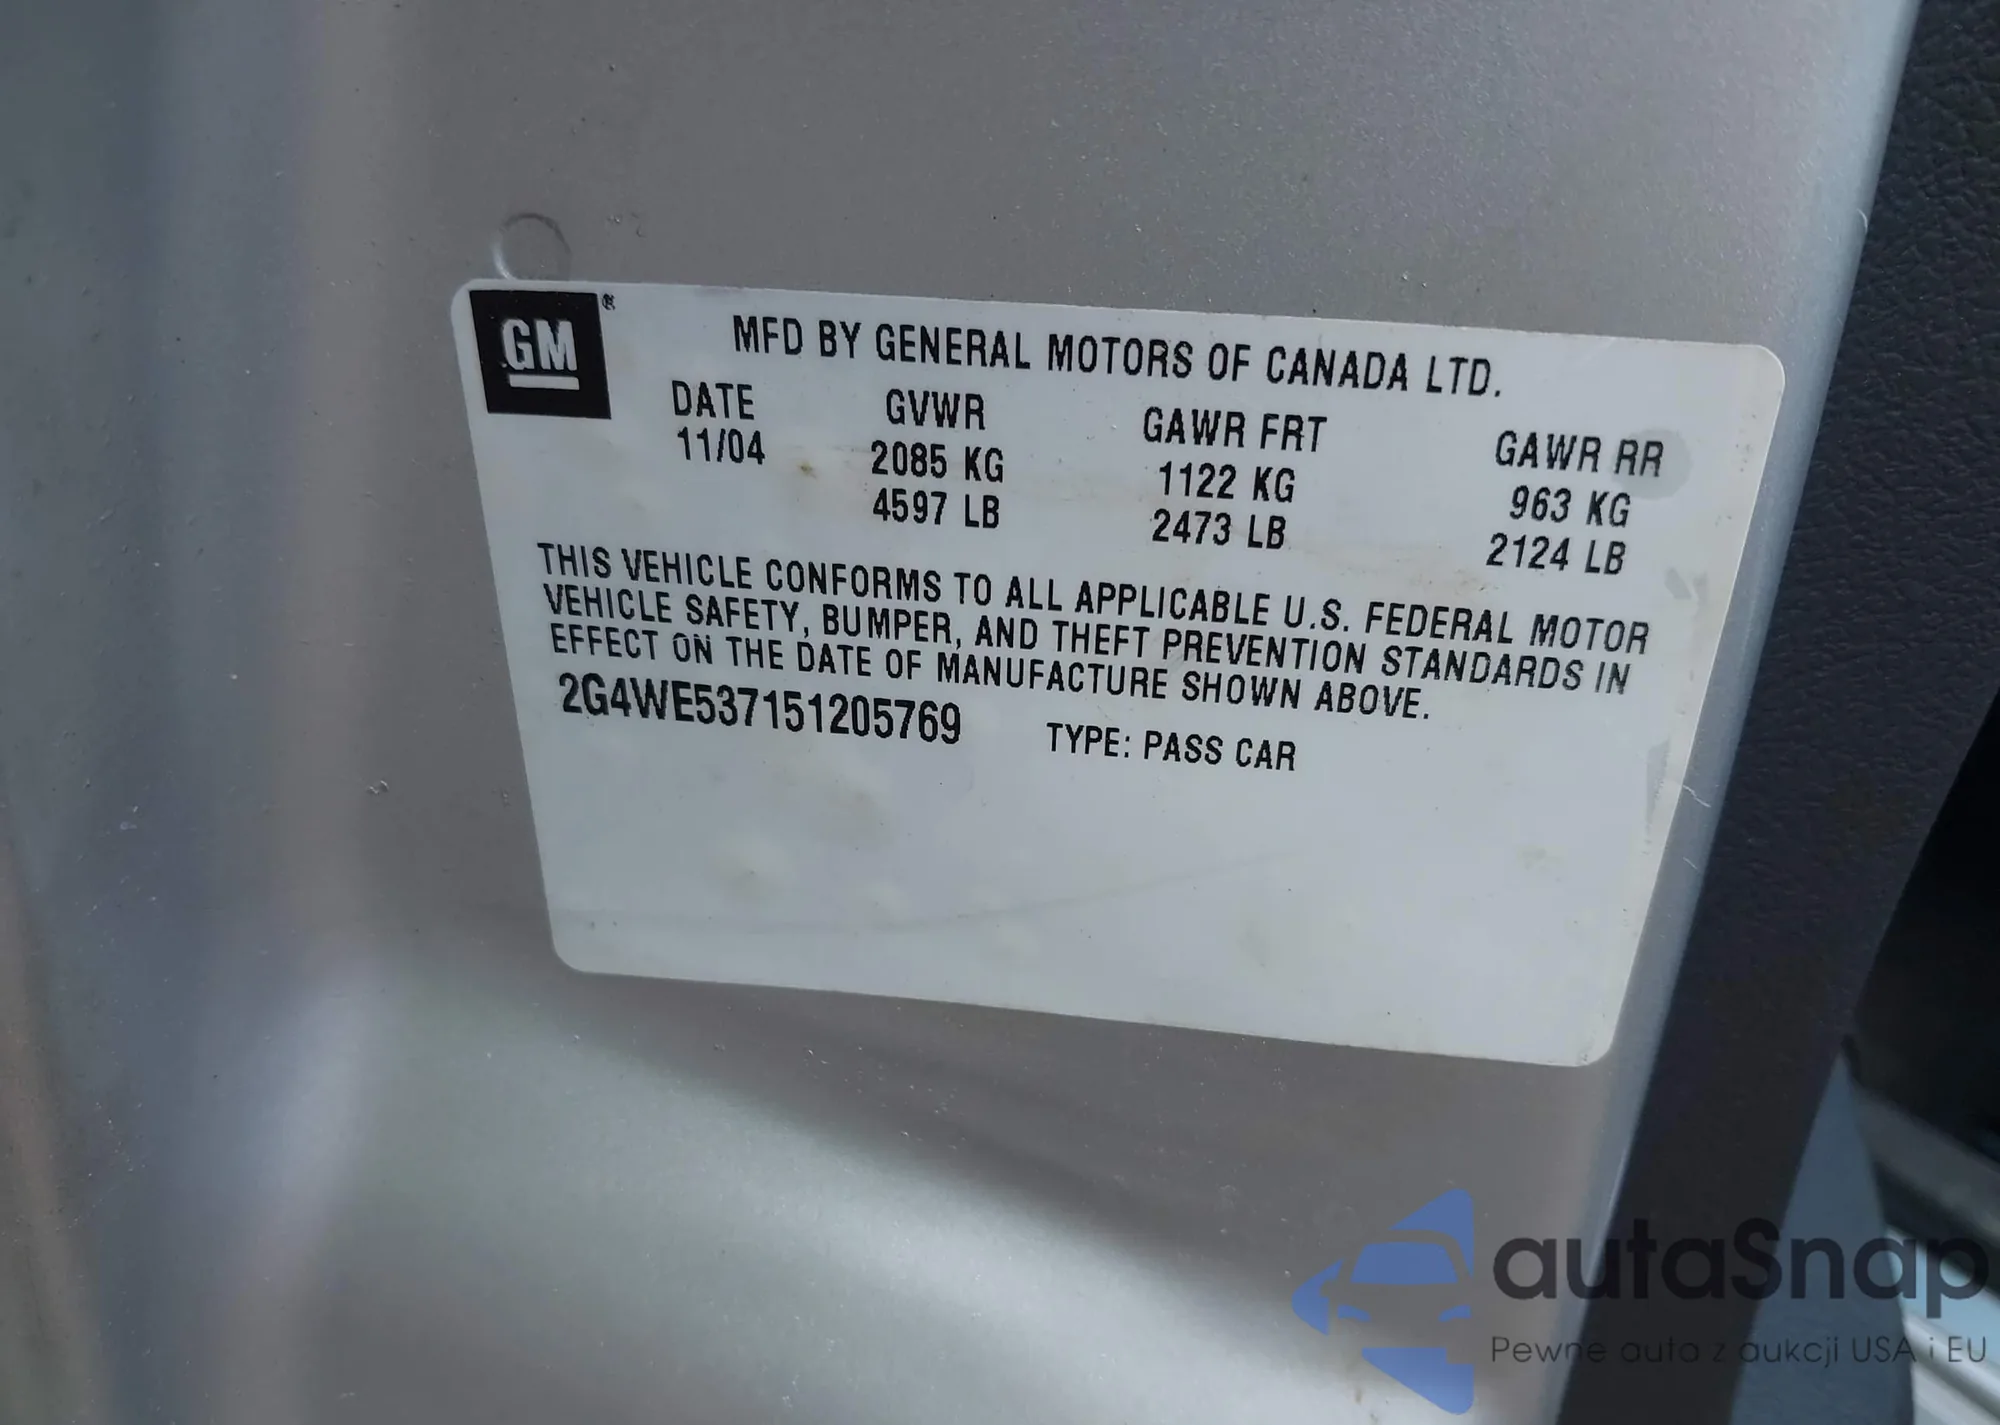 GM ®
MFD BY GENERAL MOTORS OF CANADA LTD.
DATE GVWR GAWR FRT GAWR RR
11/04 2085 KG 1122 KG 963 KG
4597 LB 2473 LB 2124 LB
THIS VEHICLE CONFORMS TO ALL APPLICABLE U.S. FEDERAL MOTOR
VEHICLE SAFETY, BUMPER, AND THEFT PREVENTION STANDARDS IN
EFFECT ON THE DATE OF MANUFACTURE SHOWN ABOVE.
2G4WE537151205769 TYPE: PASS CAR
autaSnap
Pewne auta z aukcji USA i EU